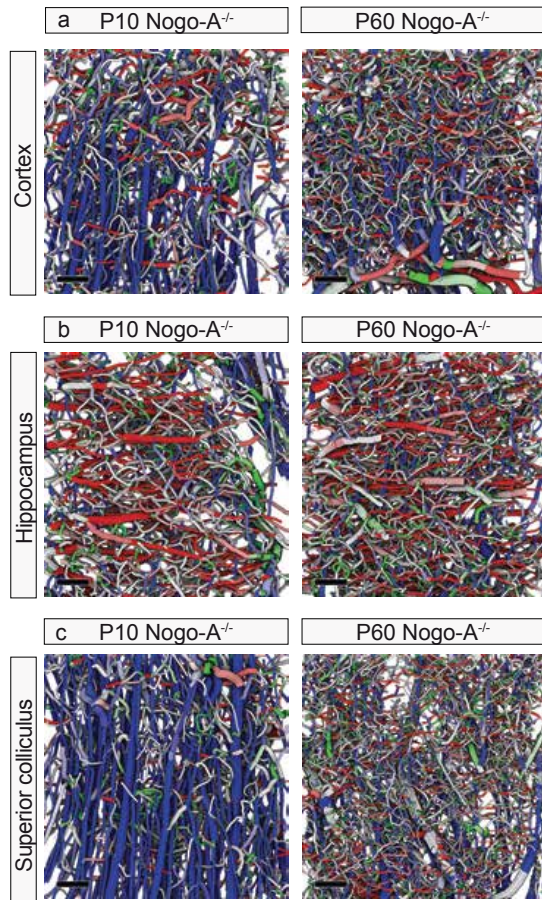 a P10 Nogo-A⁻/⁻
P60 Nogo-A⁻/⁻
Cortex
b P10 Nogo-A⁻/⁻
P60 Nogo-A⁻/⁻
Hippocampus
c P10 Nogo-A⁻/⁻
P60 Nogo-A⁻/⁻
Superior colliculus